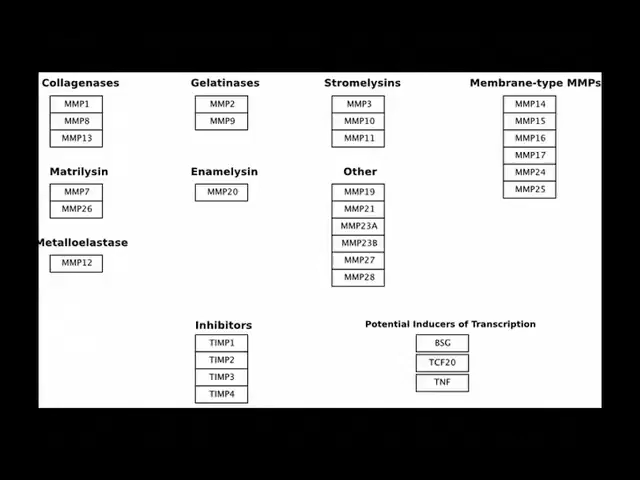 Collagenases
MMP1
MMP8
MMP13
Gelatinases
MMP2
MMP9
Stromelysins
MMP3
MMP10
MMP11
Membrane-type MMPs
MMP14
MMP15
MMP16
MMP17
MMP24
MMP25
Matrilysin
MMP7
MMP26
Enamelysin
MMP20
Other
MMP19
MMP21
MMP23A
MMP23B
MMP27
MMP28
Metalloelastase
MMP12
Inhibitors
TIMP1
TIMP2
TIMP3
TIMP4
Potential Inducers of Transcription
BSG
TCF20
TNF